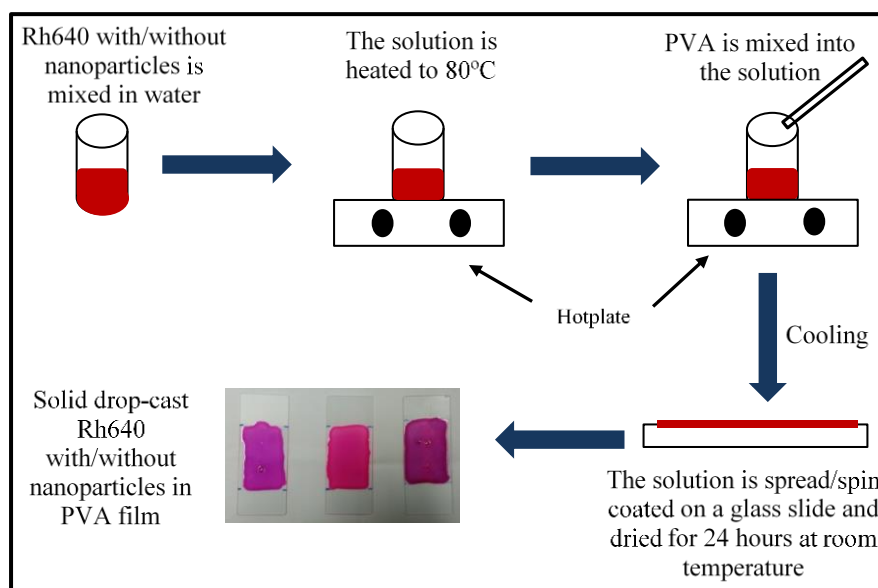 Rh640 with/without
nanoparticles is
mixed in water
The solution is
heated to 80°C
PVA is mixed into
the solution
Hotplate
Cooling
The solution is spread/spin
coated on a glass slide and
dried for 24 hours at room
temperature
Solid drop-cast
Rh640
with/without
nanoparticles in
PVA film